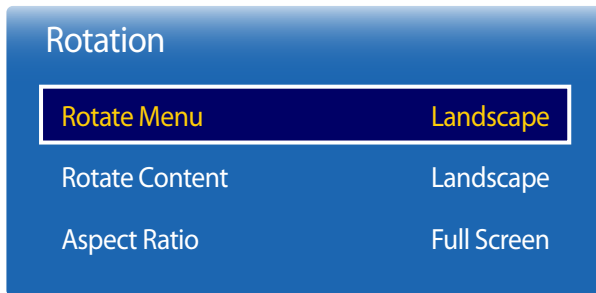 Rotation
Rotate Menu Landscape
Rotate Content Landscape
Aspect Ratio Full Screen